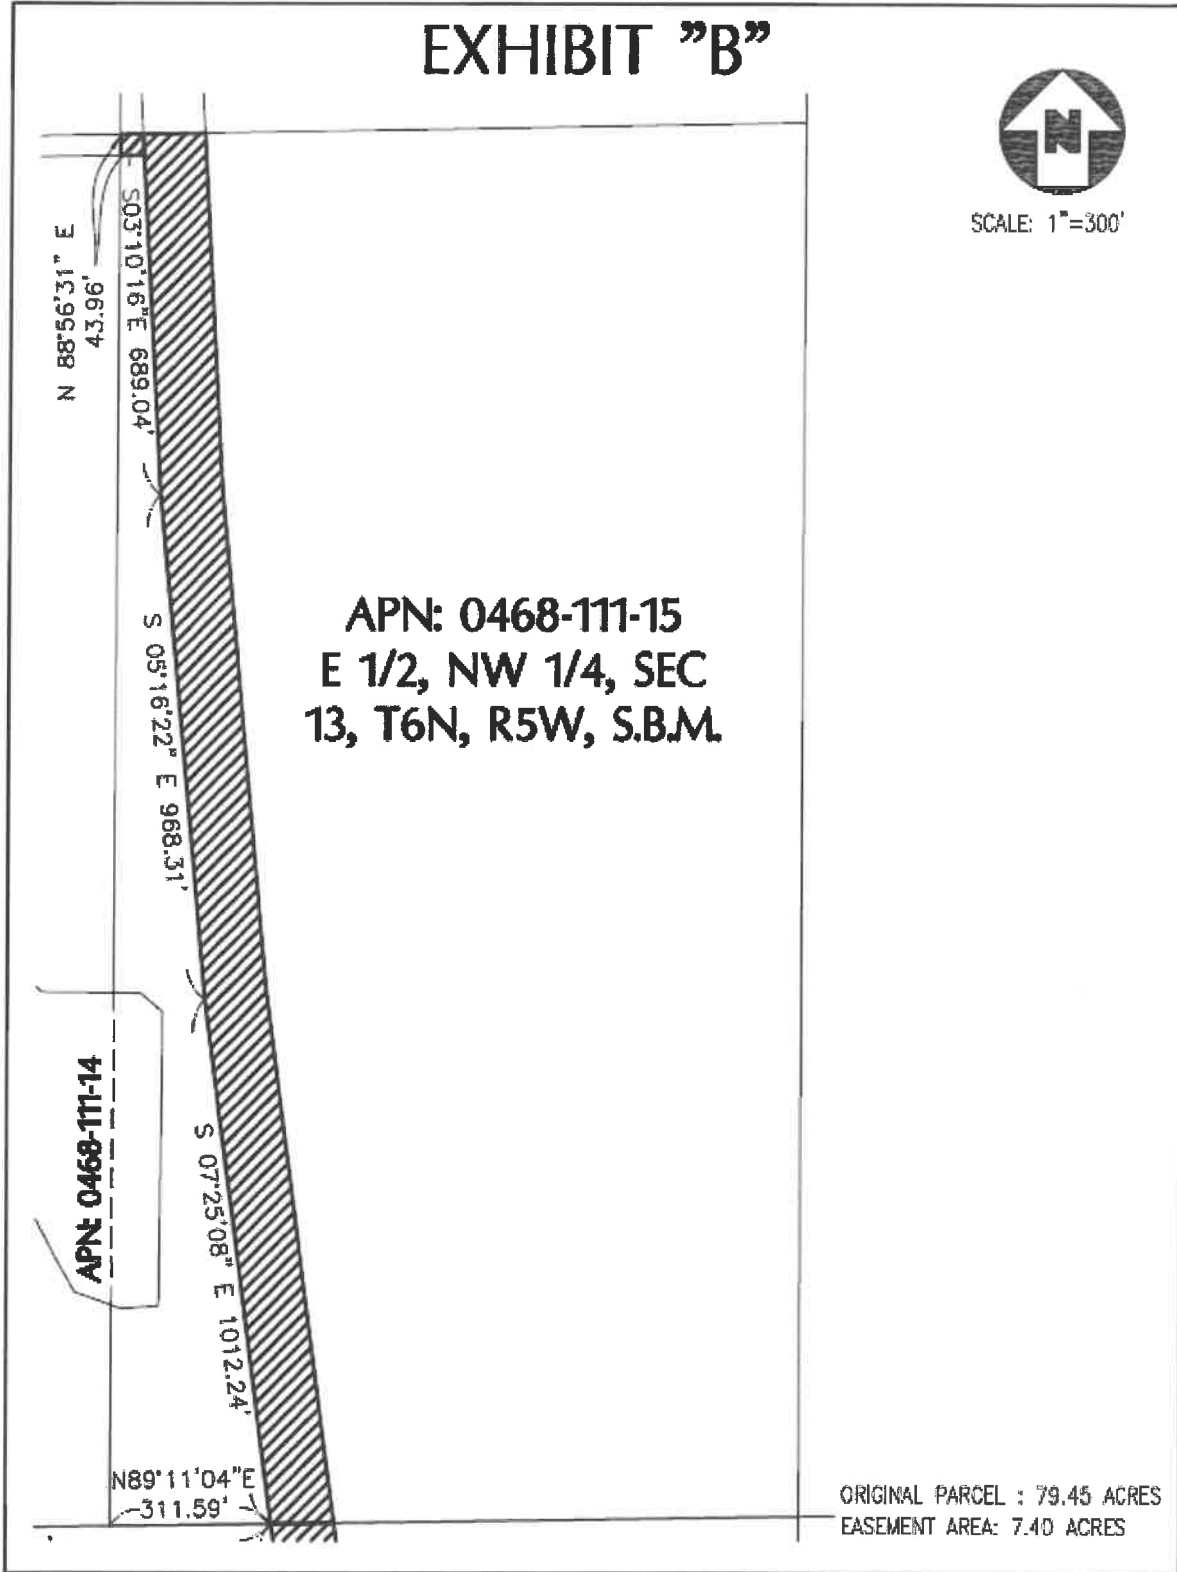 EXHIBIT "B"
N
SCALE: 1"=300'
N 88°56'31" E
43.96'
S03°10'16"E 689.04'
S 05°16'22" E 968.31'
APN: 0468-111-15
E 1/2, NW 1/4, SEC
13, T6N, R5W, S.B.M.
APN: 0468-111-14
S 07°25'08" E 1012.24'
N89°11'04"E
311.59'
ORIGINAL PARCEL : 79.45 ACRES
EASEMENT AREA: 7.40 ACRES